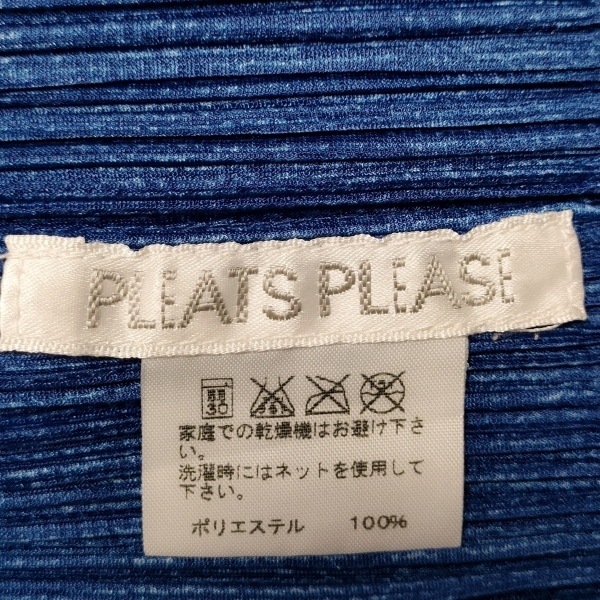 PLEATS PLEASE
30
家庭での乾燥機はお避け下さ
い。
洗濯時にはネットを使用して
下さい。
ポリエステル 100%